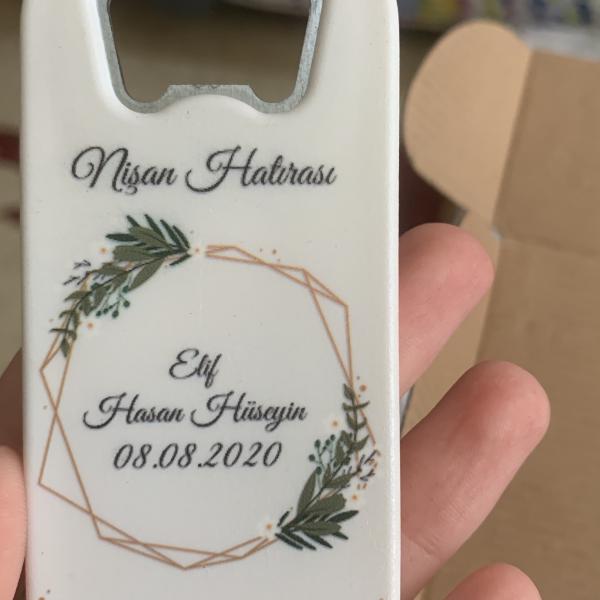 Nişan Hatırası
Elif
Hasan Hüseyin
08.08.2020